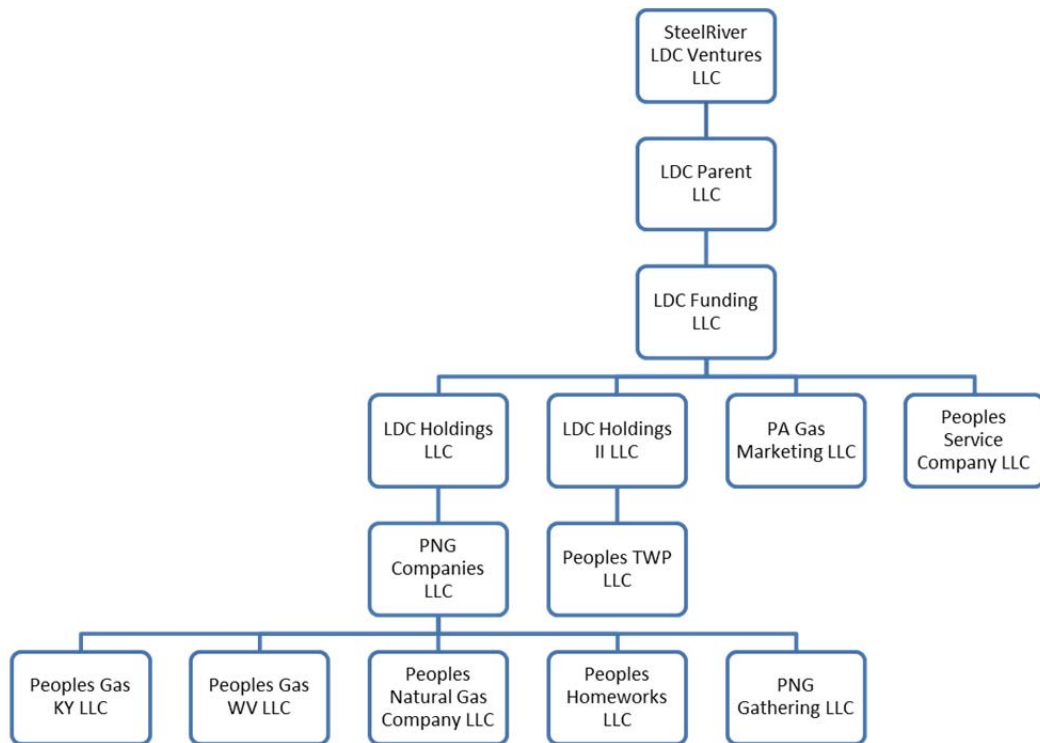 SteelRiver
LDC Ventures
LLC
LDC Parent
LLC
LDC Funding
LLC
LDC Holdings
LLC
LDC Holdings
II LLC
PA Gas
Marketing LLC
Peoples
Service
Company LLC
PNG
Companies
LLC
Peoples TWP
LLC
Peoples Gas
KY LLC
Peoples Gas
WV LLC
Peoples
Natural Gas
Company LLC
Peoples
Homeworks
LLC
PNG
Gathering LLC